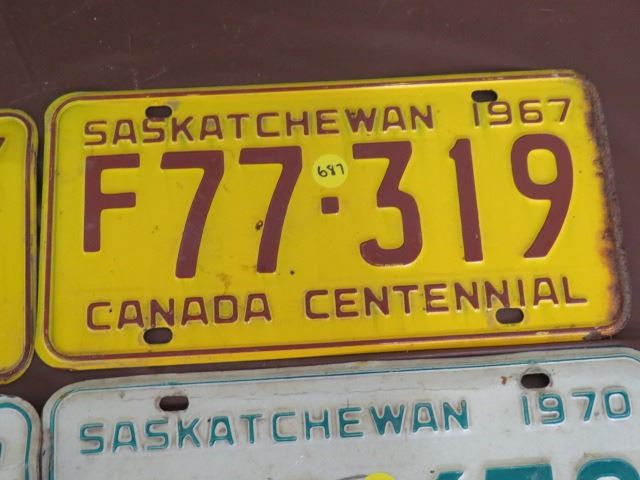 SASKATCHEWAN 1967
F77·319
687
CANADA CENTENNIAL
SASKATCHEWAN 1970